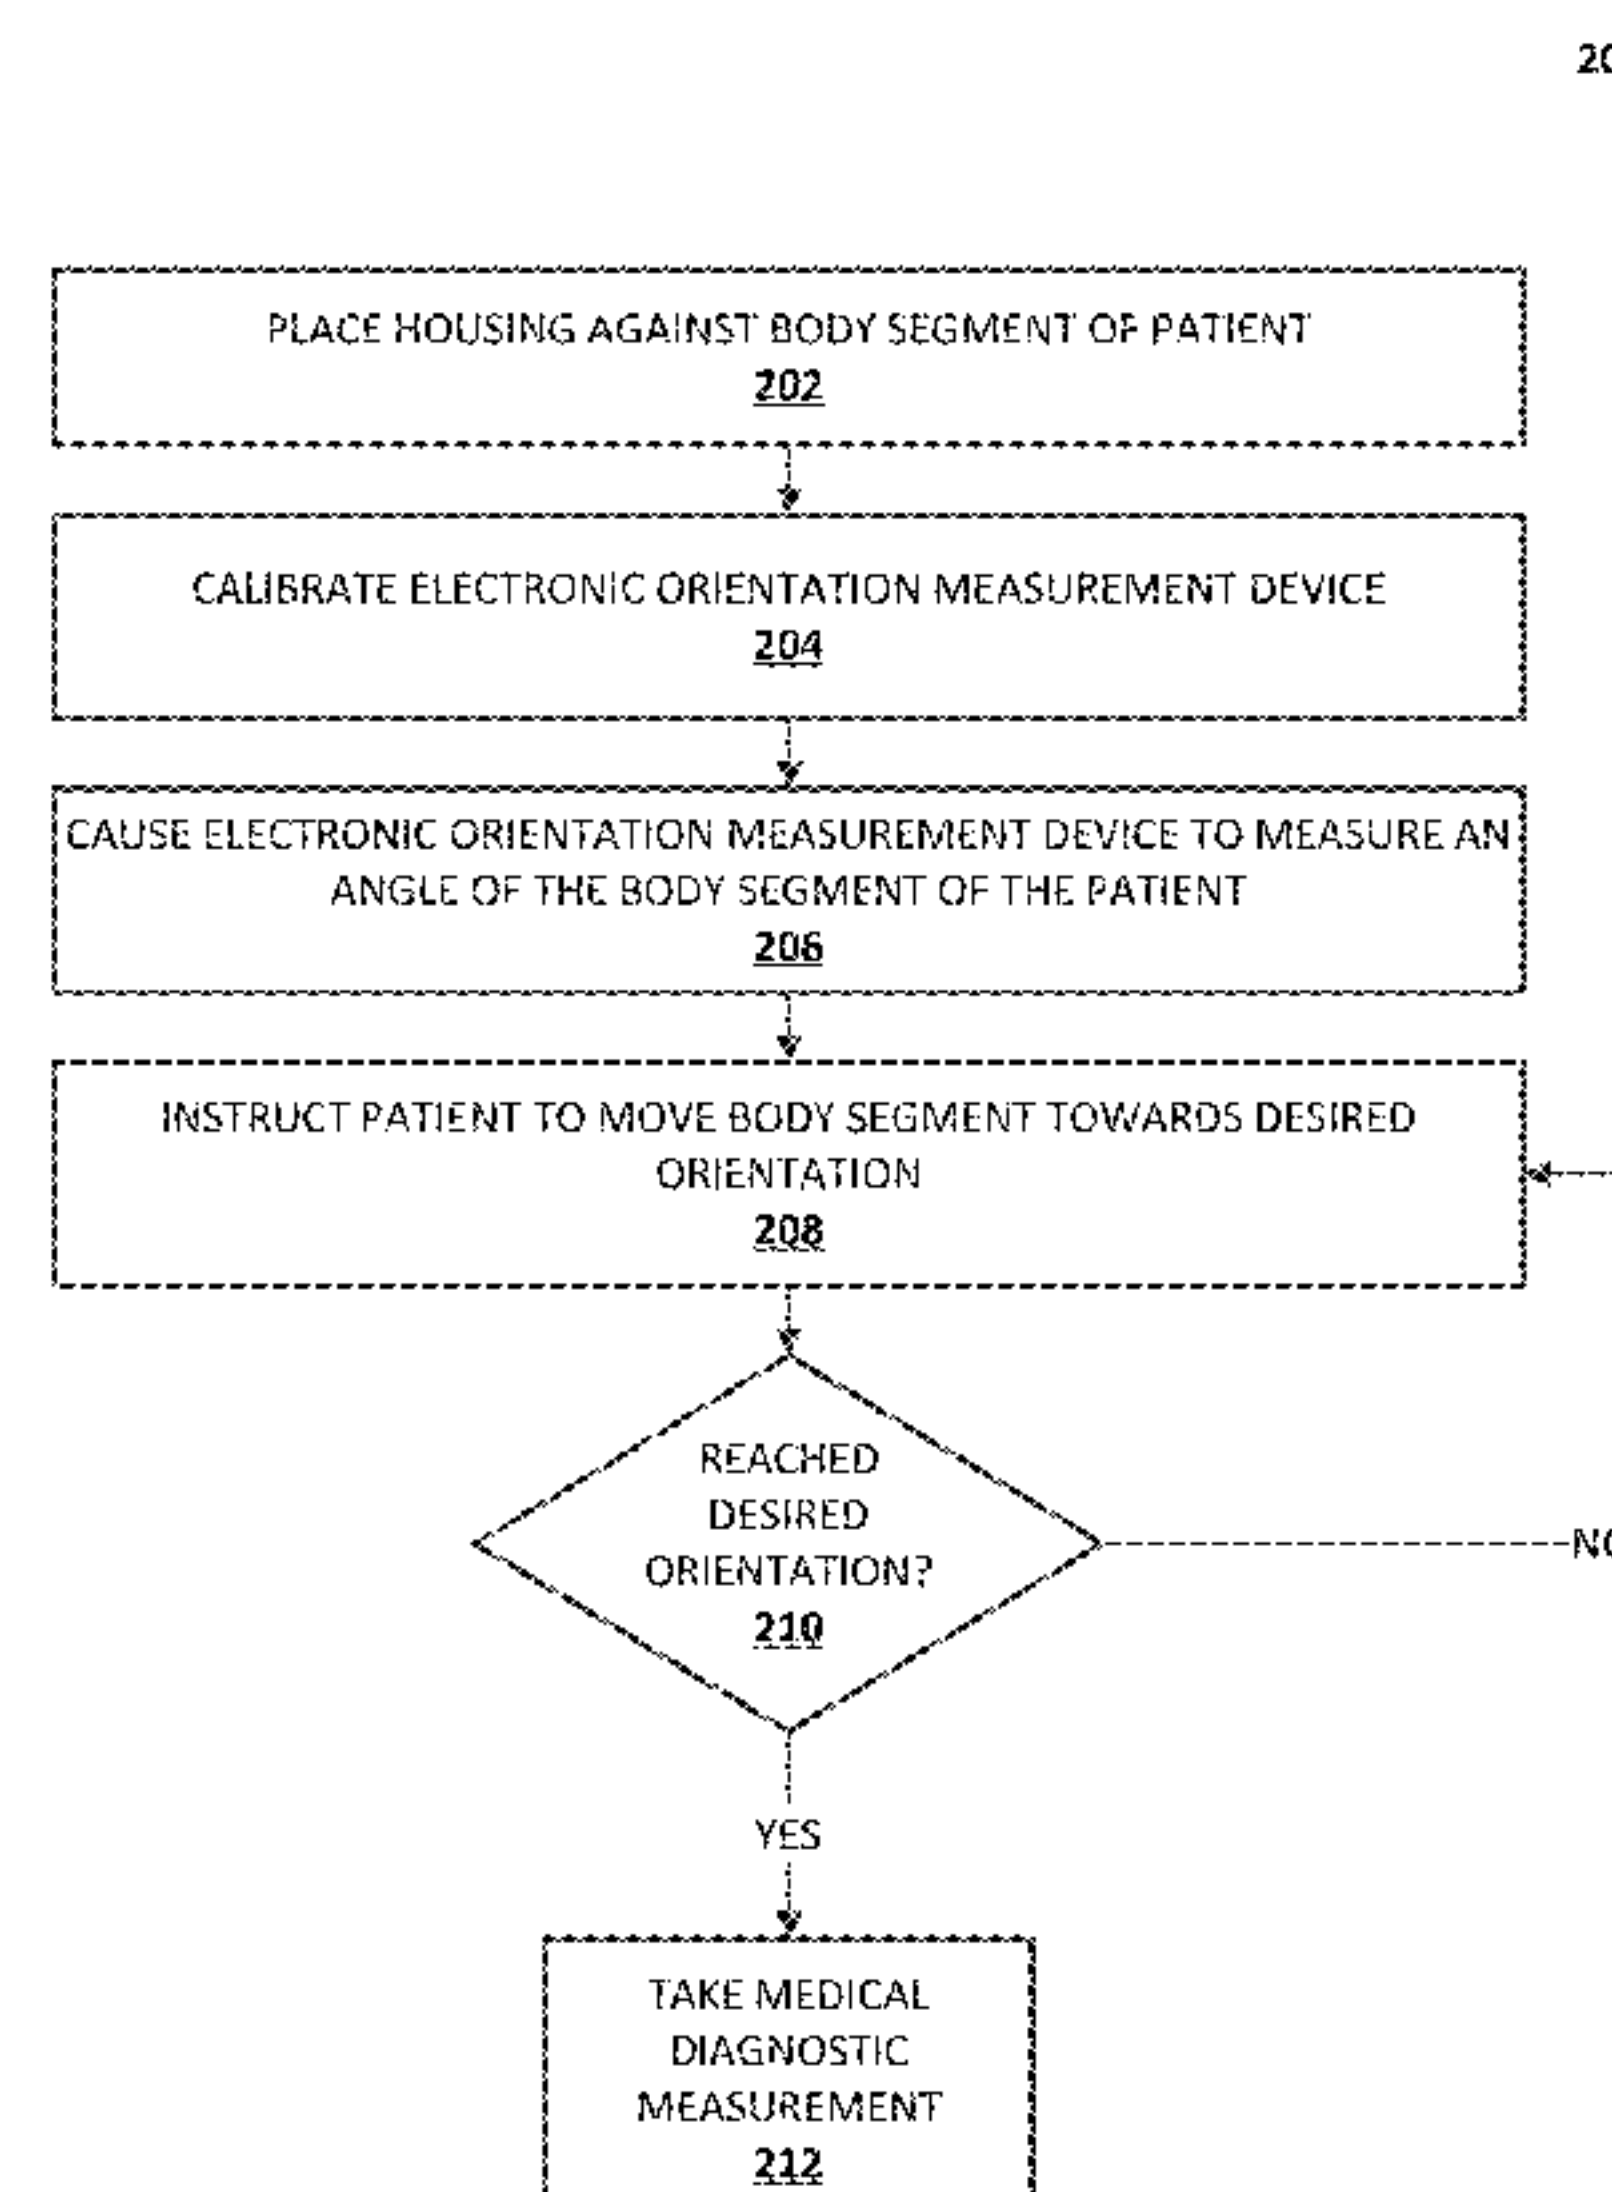 20
PLACE HOUSING AGAINST BODY SEGMENT OF PATIENT
202
CALIBRATE ELECTRONIC ORIENTATION MEASUREMENT DEVICE
204
CAUSE ELECTRONIC ORIENTATION MEASUREMENT DEVICE TO MEASURE AN
ANGLE OF THE BODY SEGMENT OF THE PATIENT
206
INSTRUCT PATIENT TO MOVE BODY SEGMENT TOWARDS DESIRED
ORIENTATION
208
REACHED
DESIRED
ORIENTATION?
210
NO
YES
TAKE MEDICAL
DIAGNOSTIC
MEASUREMENT
212